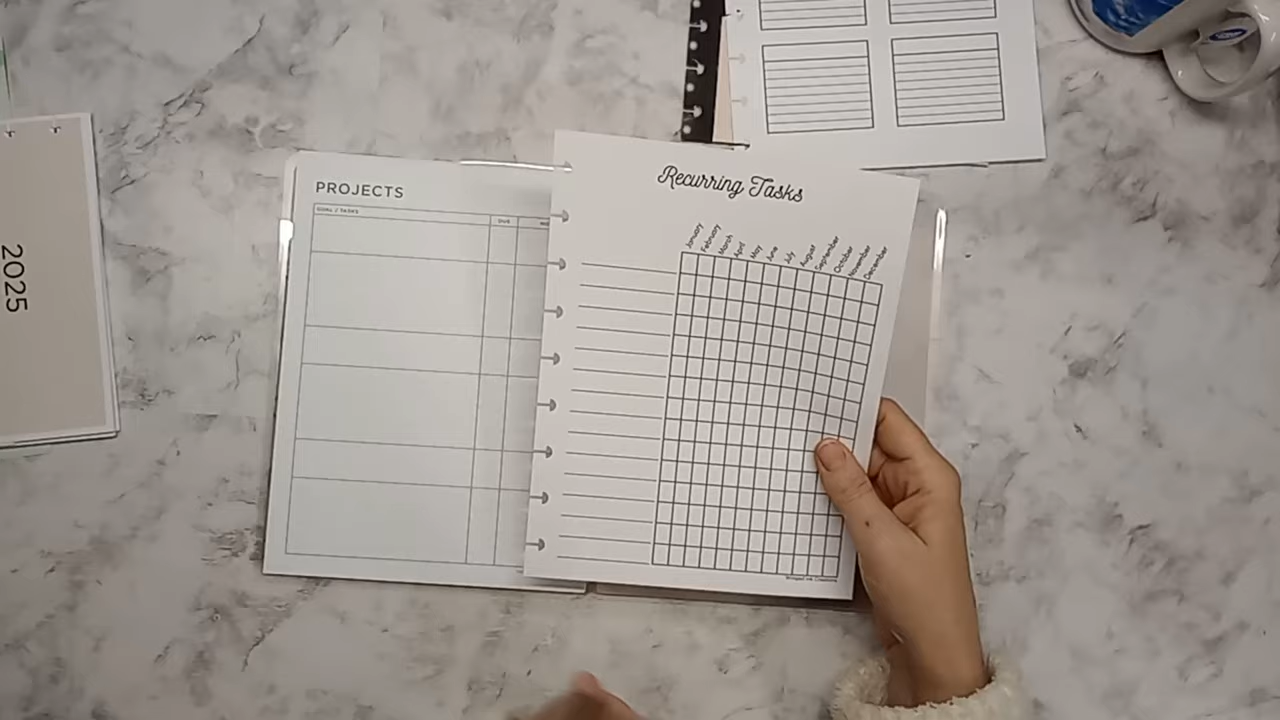 2025
PROJECTS
GOAL / TASKS
DUE
Recurring Tasks
January
February
March
April
May
June
July
August
September
October
November
December